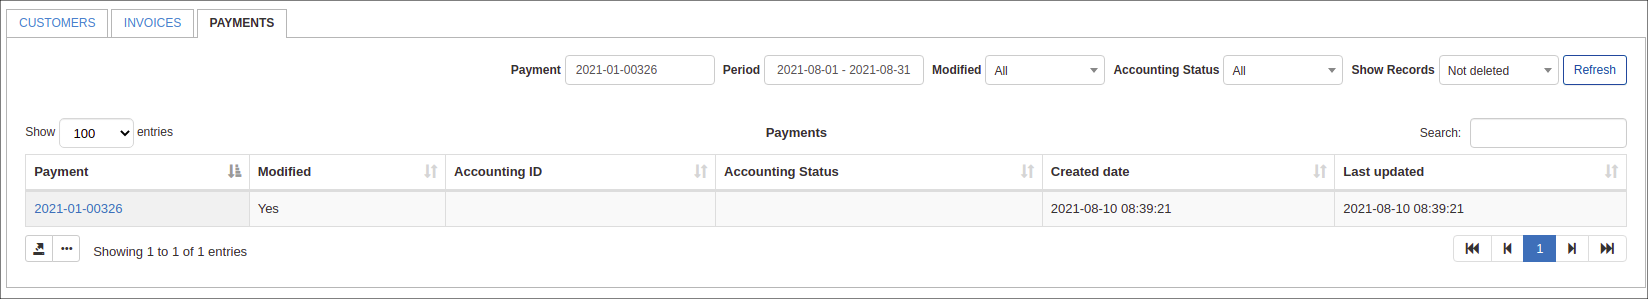 CUSTOMERS INVOICES PAYMENTS
Payment 2021-01-00326 Period 2021-08-01 - 2021-08-31 Modified All Accounting Status All Show Records Not deleted Refresh
Show 100 entries Payments Search:
Payment Modified Accounting ID Accounting Status Created date Last updated
2021-01-00326 Yes 2021-08-10 08:39:21 2021-08-10 08:39:21
Showing 1 to 1 of 1 entries 1